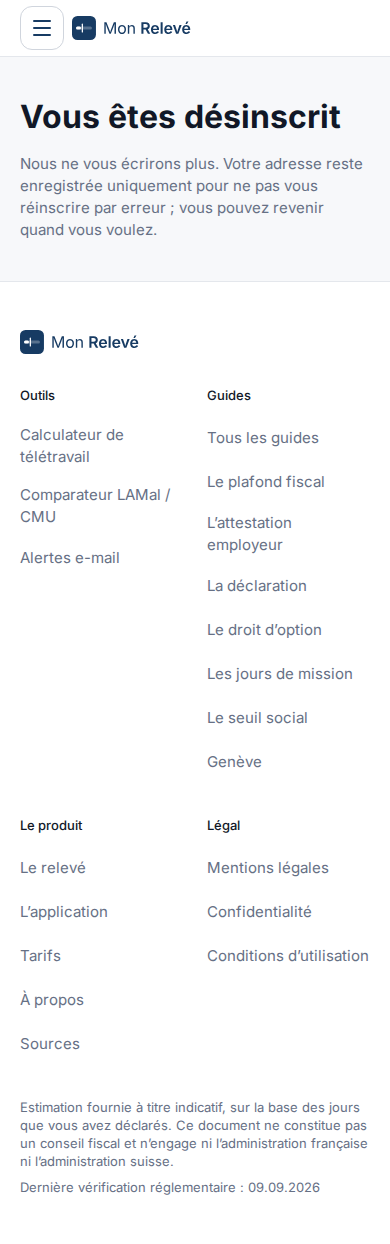 Mon Relevé
Vous êtes désinscrit
Nous ne vous écrirons plus. Votre adresse reste
enregistrée uniquement pour ne pas vous
réinscrire par erreur ; vous pouvez revenir
quand vous voulez.
Mon Relevé
Outils
Calculateur de
télétravail
Comparateur LAMal /
CMU
Alertes e-mail
Guides
Tous les guides
Le plafond fiscal
L’attestation
employeur
La déclaration
Le droit d’option
Les jours de mission
Le seuil social
Genève
Le produit
Le relevé
L’application
Tarifs
À propos
Sources
Légal
Mentions légales
Confidentialité
Conditions d’utilisation
Estimation fournie à titre indicatif, sur la base des jours
que vous avez déclarés. Ce document ne constitue pas
un conseil fiscal et n’engage ni l’administration française
ni l’administration suisse.
Dernière vérification réglementaire : 09.09.2026